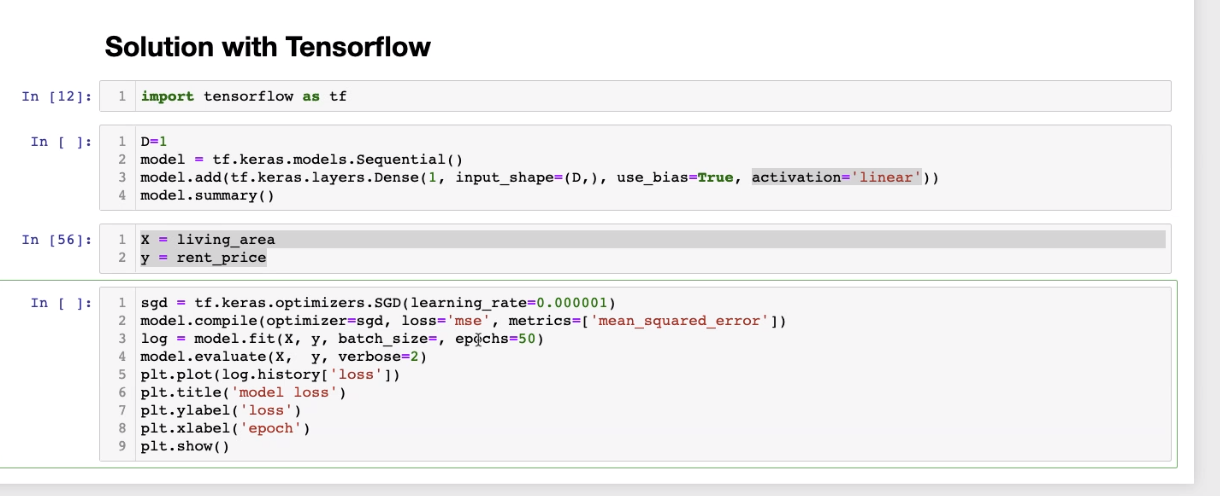 Solution with Tensorflow
In [12]: 1 import tensorflow as tf
In [ ]: 1 D=1
2 model = tf.keras.models.Sequential()
3 model.add(tf.keras.layers.Dense(1, input_shape=(D,), use_bias=True, activation='linear'))
4 model.summary()
In [56]: 1 X = living_area
2 y = rent_price
In [ ]: 1 sgd = tf.keras.optimizers.SGD(learning_rate=0.000001)
2 model.compile(optimizer=sgd, loss='mse', metrics=['mean_squared_error'])
3 log = model.fit(X, y, batch_size=, epochs=50)
4 model.evaluate(X,  y, verbose=2)
5 plt.plot(log.history['loss'])
6 plt.title('model loss')
7 plt.ylabel('loss')
8 plt.xlabel('epoch')
9 plt.show()